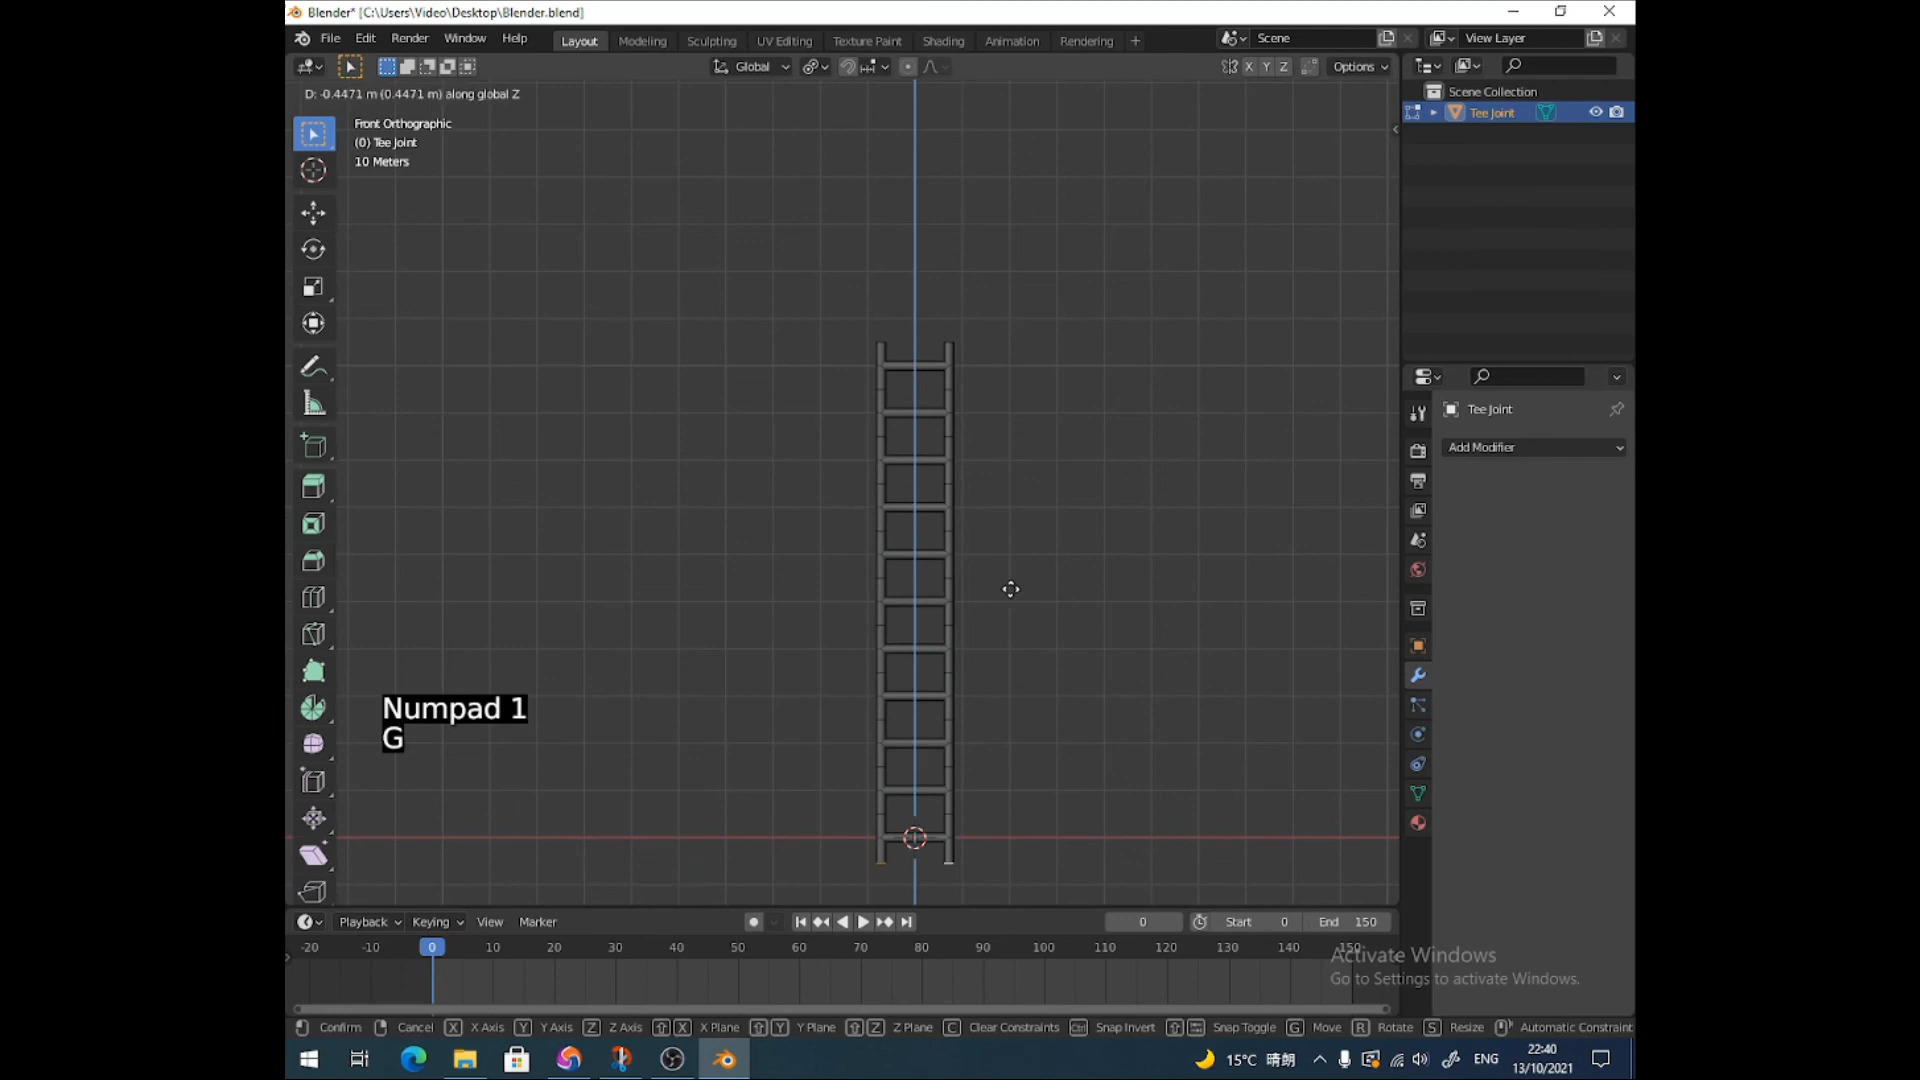 Blender* [C:\Users\Video\Desktop\Blender.blend]
File Edit Render Window Help Layout Modeling Sculpting UV Editing Texture Paint Shading Animation Rendering + Scene View Layer
Global X Y Z Options
D: -0.4471 m (0.4471 m) along global Z
Scene Collection
Tee Joint
Front Orthographic
(0) Tee Joint
10 Meters
Tee Joint
Add Modifier
Numpad 1
G
Playback Keying View Marker 0 Start 0 End 150
-20 -10 0 10 20 30 40 50 60 70 80 90 100 110 120 130 140 150
Activate Windows
Go to Settings to activate Windows.
Confirm Cancel X X Axis Y Y Axis Z Z Axis X X Plane Y Y Plane Z Z Plane C Clear Constraints Ctrl Snap Invert Snap Toggle G Move R Rotate S Resize Automatic Constraint
15°C 晴朗 ENG 22:40
13/10/2021